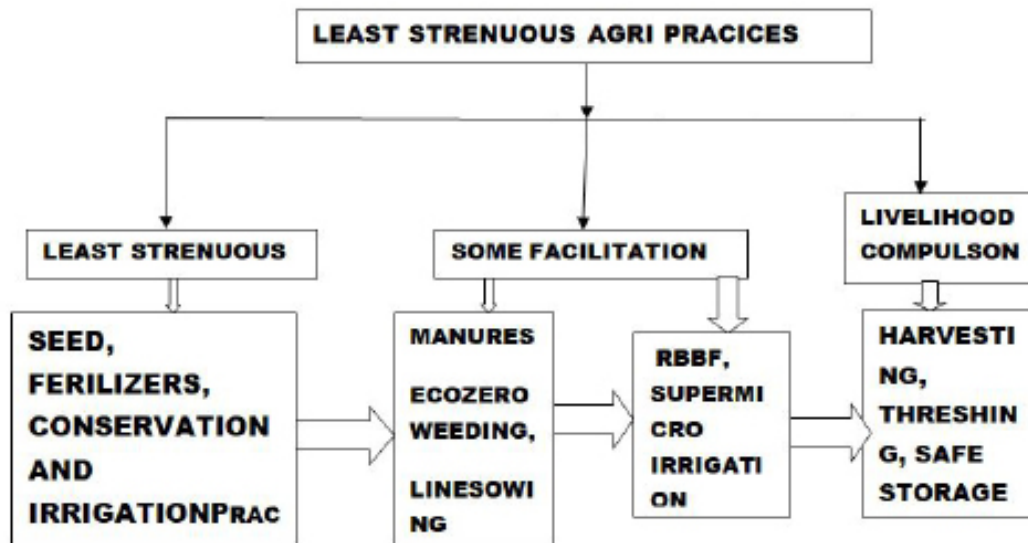 LEAST STRENUOUS AGRI PRACICES
LEAST STRENUOUS
SOME FACILITATION
LIVELIHOOD
COMPULSON
SEED,
FERILIZERS,
CONSERVATION
AND
IRRIGATIONPRAC
MANURES
ECOZERO
WEEDING,
LINESOWI
NG
RBBF,
SUPERMI
CRO
IRRIGATI
ON
HARVESTI
NG,
THRESHIN
G, SAFE
STORAGE